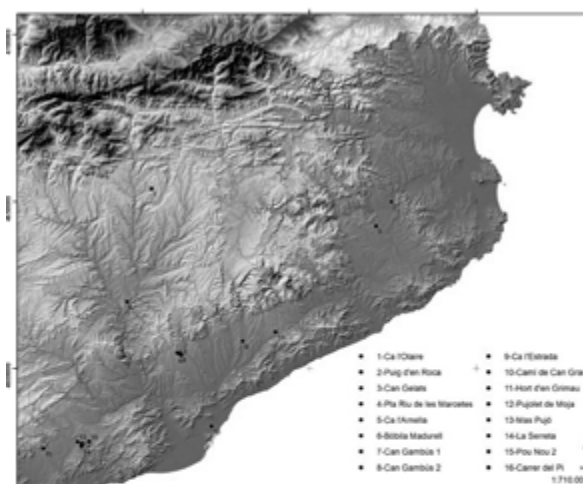 1-Ca l'Olaire
2-Puig d'en Roca
3-Can Gelats
4-Pta Riu de les Marcetes
5-Ca l'Arnella
6-Bòbila Madurell
7-Can Gambús 1
8-Can Gambús 2
9-Ca l'Estrada
10-Camí de Can Gra
11-Hort d'en Grimau
12-Pujolet de Moja
13-Mas Pujó
14-La Serreta
15-Pou Nou 2
16-Carrer del Pi
1:710.00